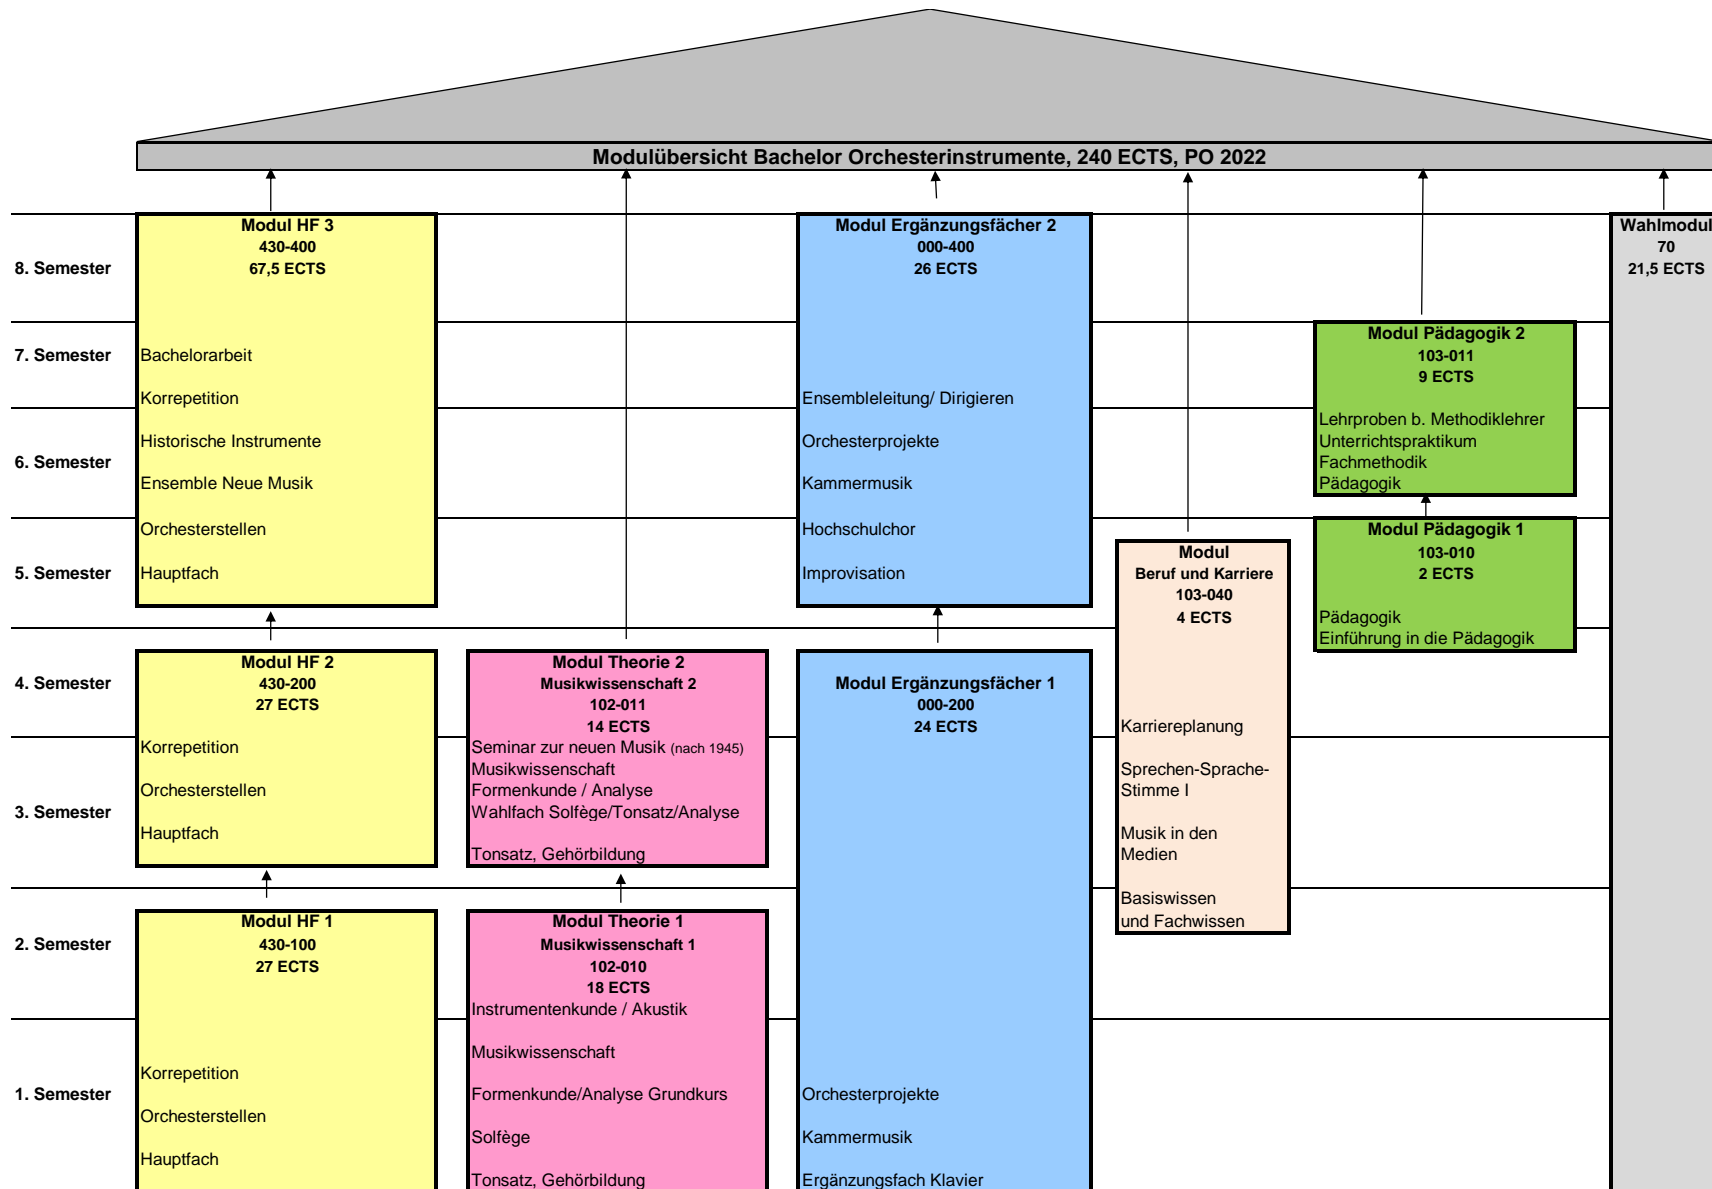 Modulübersicht Bachelor Orchesterinstrumente, 240 ECTS, PO 2022
8. Semester
7. Semester
6. Semester
5. Semester
4. Semester
3. Semester
2. Semester
1. Semester
Modul HF 3
430-400
67,5 ECTS
Bachelorarbeit
Korrepetition
Historische Instrumente
Ensemble Neue Musik
Orchesterstellen
Hauptfach
Modul HF 2
430-200
27 ECTS
Korrepetition
Orchesterstellen
Hauptfach
Modul HF 1
430-100
27 ECTS
Korrepetition
Orchesterstellen
Hauptfach
Modul Theorie 2
Musikwissenschaft 2
102-011
14 ECTS
Seminar zur neuen Musik (nach 1945)
Musikwissenschaft
Formenkunde / Analyse
Wahlfach Solfège/Tonsatz/Analyse
Tonsatz, Gehörbildung
Modul Theorie 1
Musikwissenschaft 1
102-010
18 ECTS
Instrumentenkunde / Akustik
Musikwissenschaft
Formenkunde/Analyse Grundkurs
Solfège
Tonsatz, Gehörbildung
Modul Ergänzungsfächer 2
000-400
26 ECTS
Ensembleleitung/ Dirigieren
Orchesterprojekte
Kammermusik
Hochschulchor
Improvisation
Modul Ergänzungsfächer 1
000-200
24 ECTS
Orchesterprojekte
Kammermusik
Ergänzungsfach Klavier
Modul
Beruf und Karriere
103-040
4 ECTS
Karriereplanung
Sprechen-Sprache-
Stimme I
Musik in den
Medien
Basiswissen
und Fachwissen
Modul Pädagogik 2
103-011
9 ECTS
Lehrproben b. Methodiklehrer
Unterrichtspraktikum
Fachmethodik
Pädagogik
Modul Pädagogik 1
103-010
2 ECTS
Pädagogik
Einführung in die Pädagogik
Wahlmodul
70
21,5 ECTS